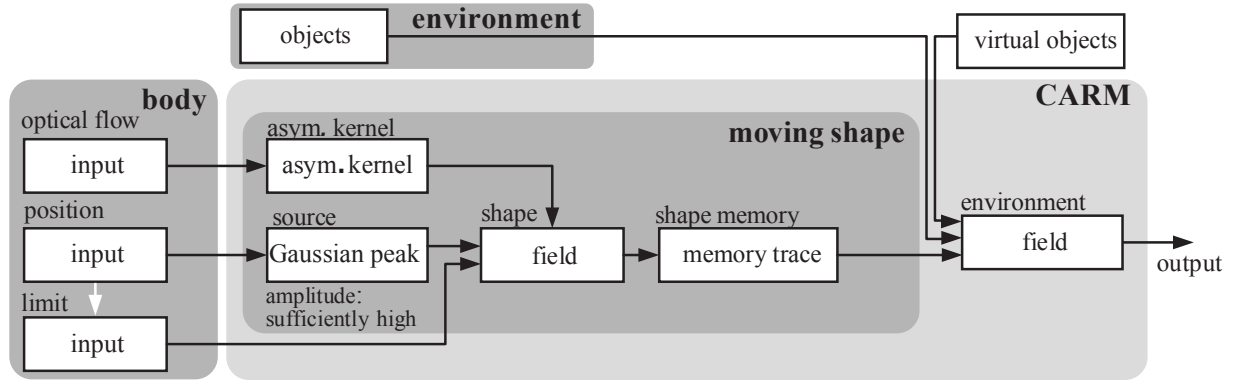 environment
objects
virtual objects
body
CARM
optical flow
input
asym. kernel
asym. kernel
moving shape
position
input
source
Gaussian peak
amplitude:
sufficiently high
shape
field
shape memory
memory trace
environment
field
output
limit
input